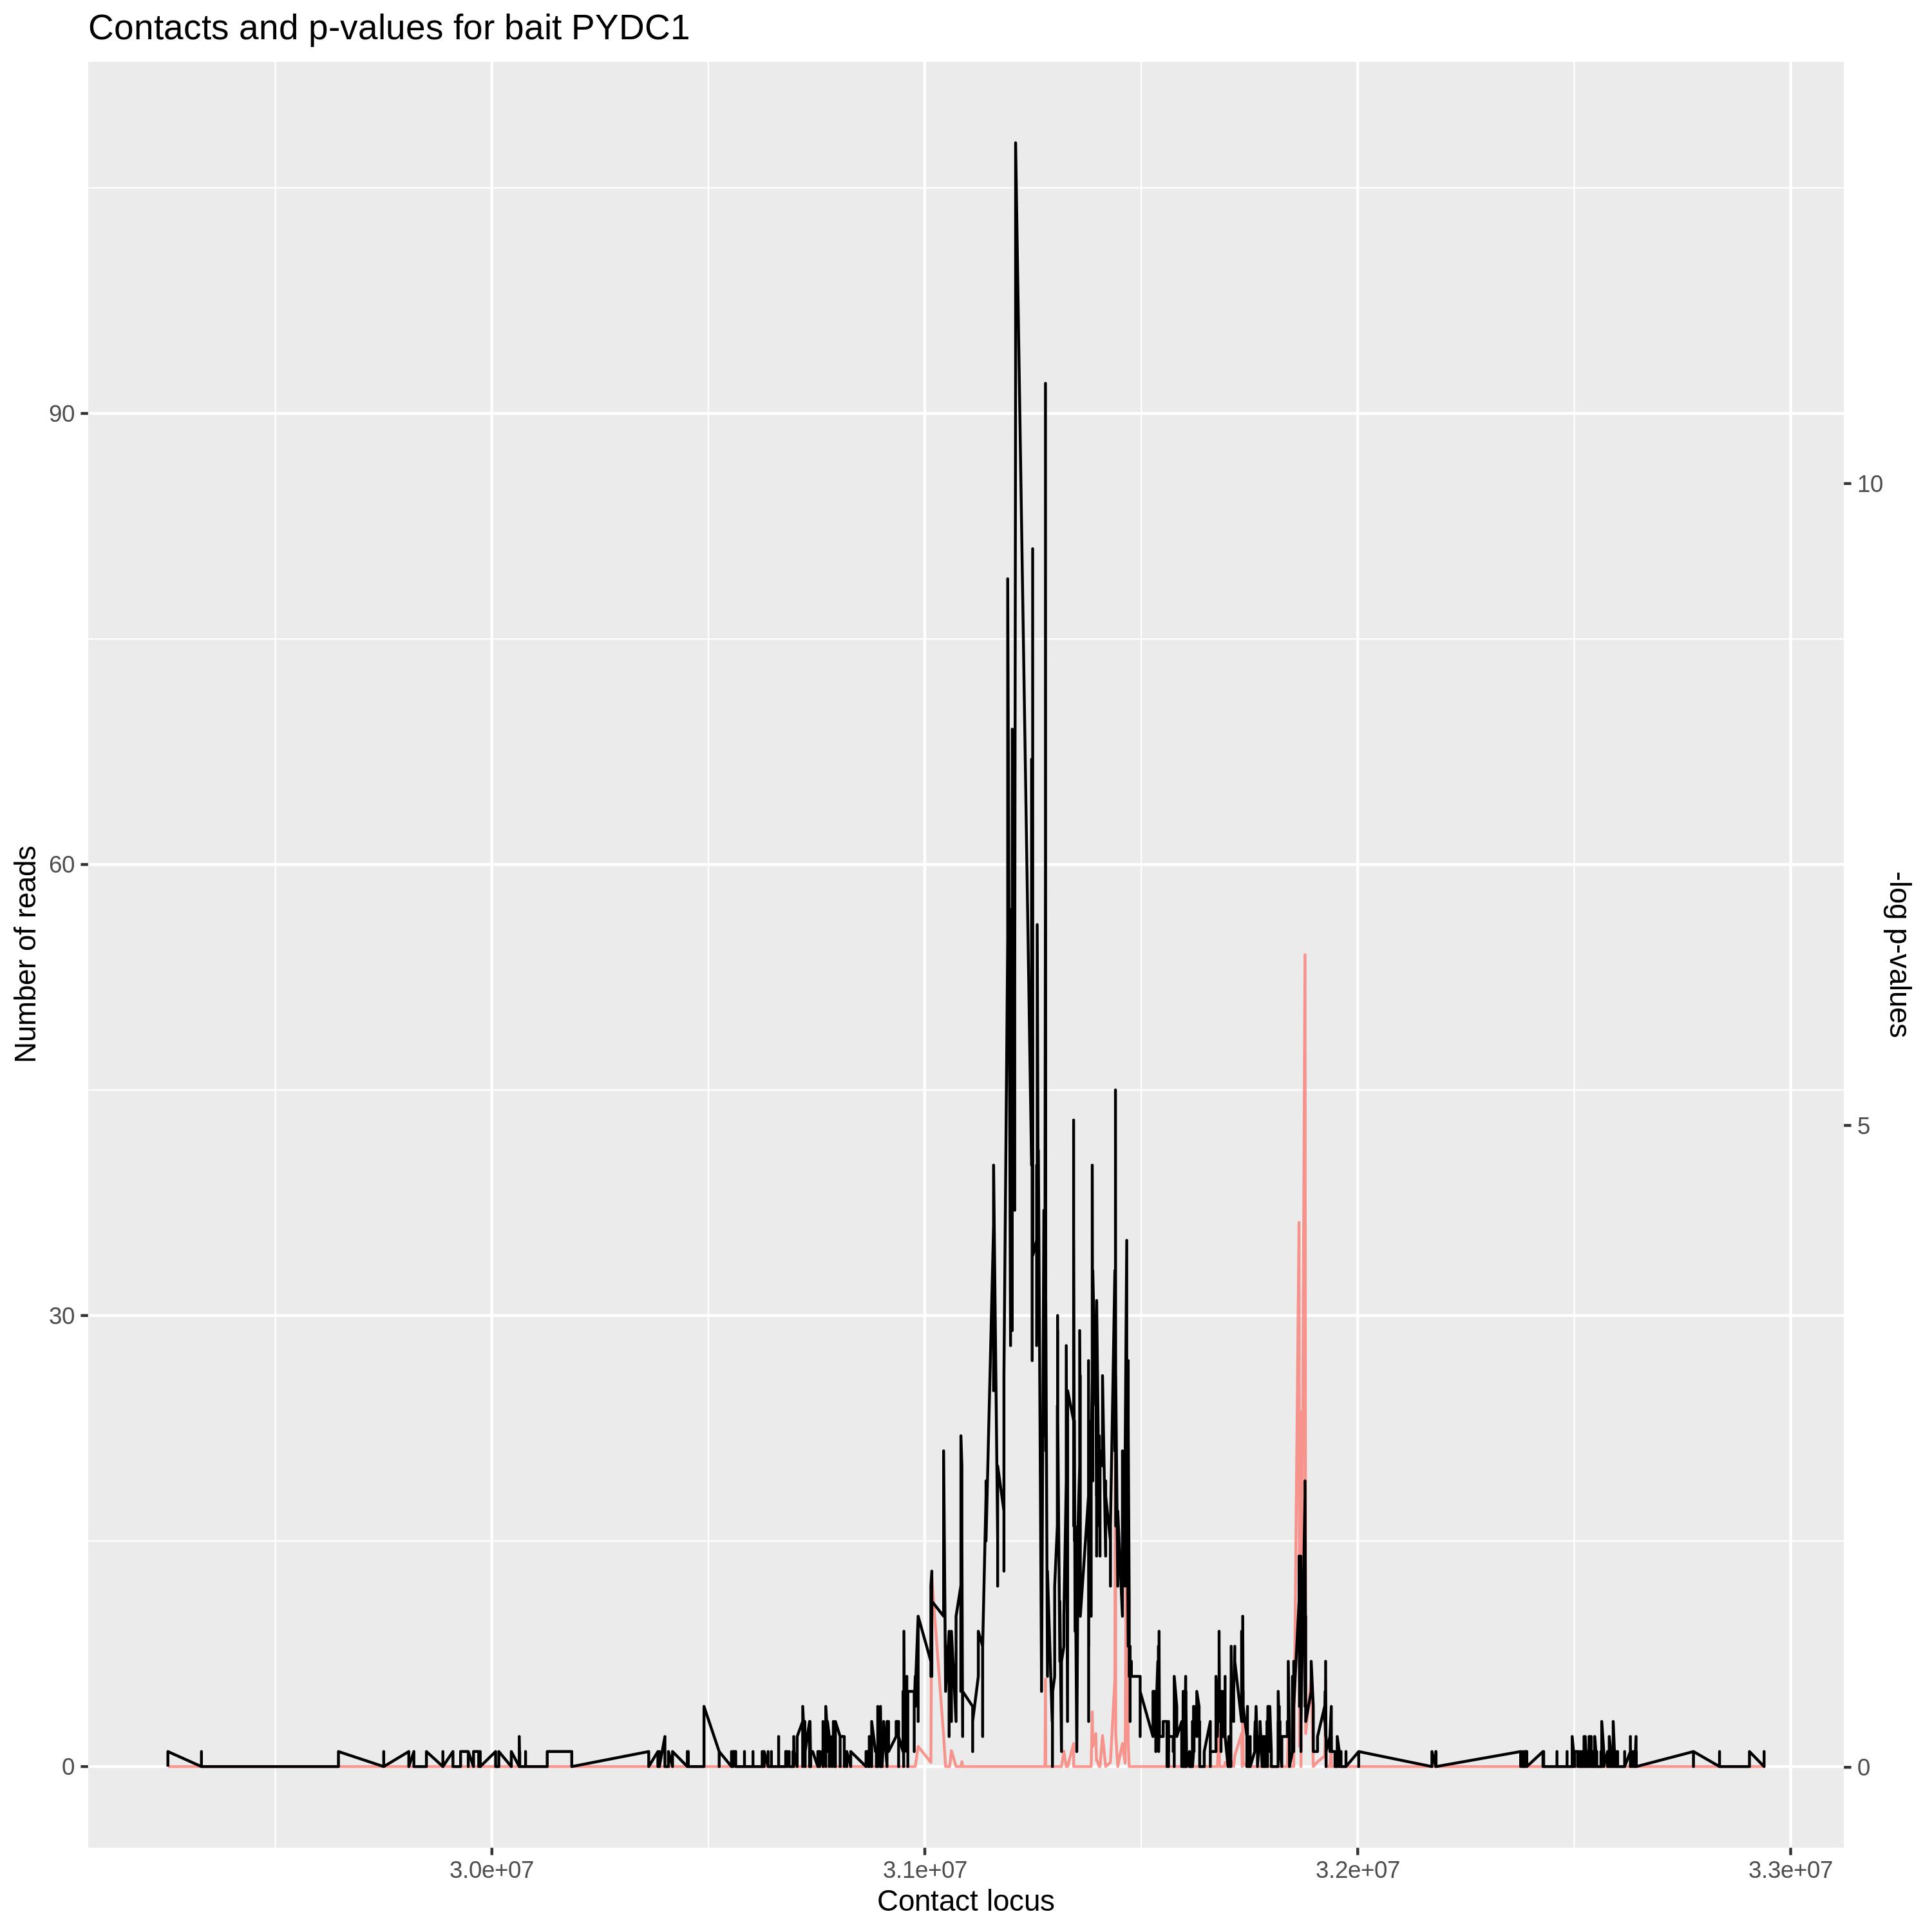 Contacts and p-values for bait PYDC1
90
60
30
0
Number of reads
10
5
0
-log p-values
3.0e+07
3.1e+07
3.2e+07
3.3e+07
Contact locus